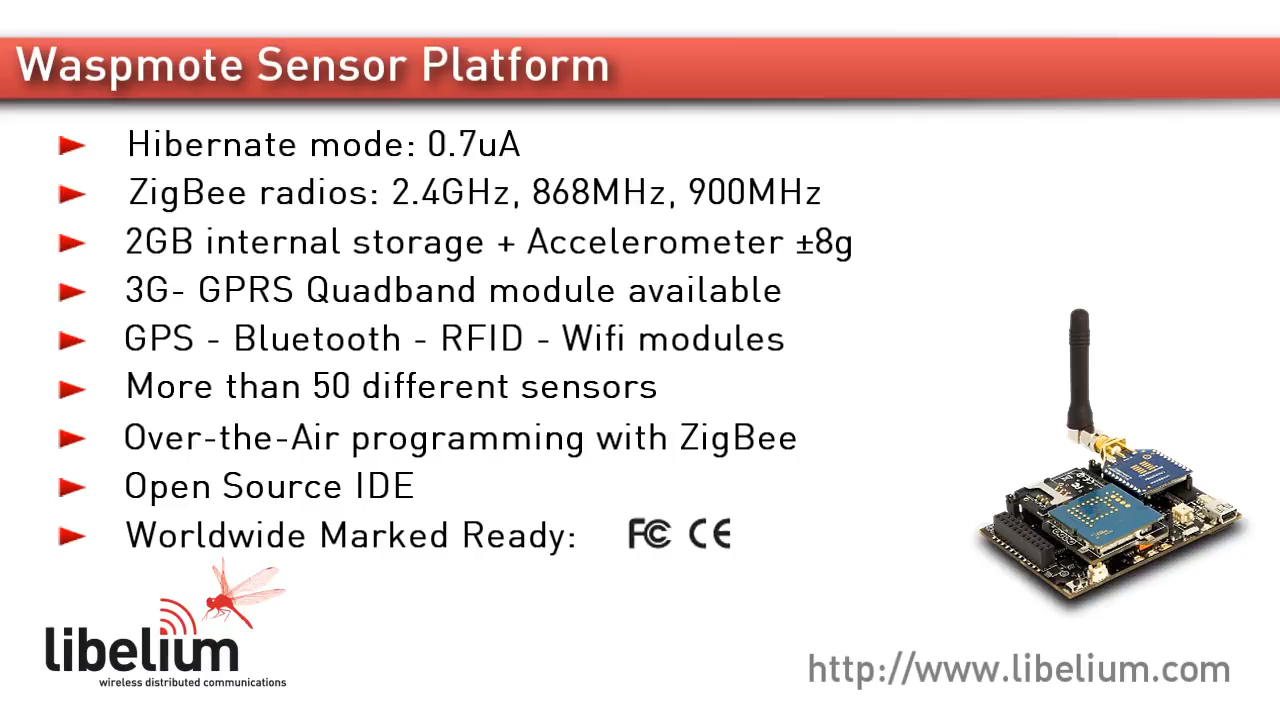 Waspmote Sensor Platform
Hibernate mode: 0.7uA
ZigBee radios: 2.4GHz, 868MHz, 900MHz
2GB internal storage + Accelerometer ±8g
3G- GPRS Quadband module available
GPS - Bluetooth - RFID - Wifi modules
More than 50 different sensors
Over-the-Air programming with ZigBee
Open Source IDE
Worldwide Marked Ready: FC CE
libelium
wireless distributed communications
http://www.libelium.com